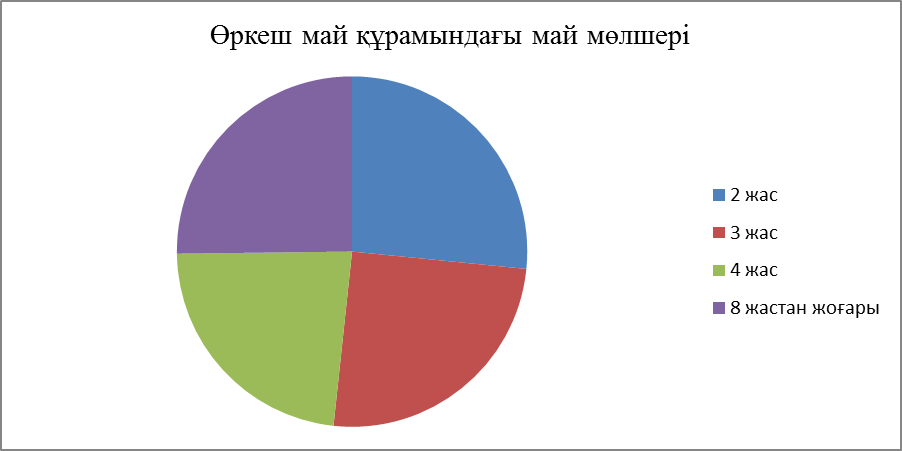 Өркеш май құрамындағы май мөлшері
2 жас
3 жас
4 жас
8 жастан жоғары